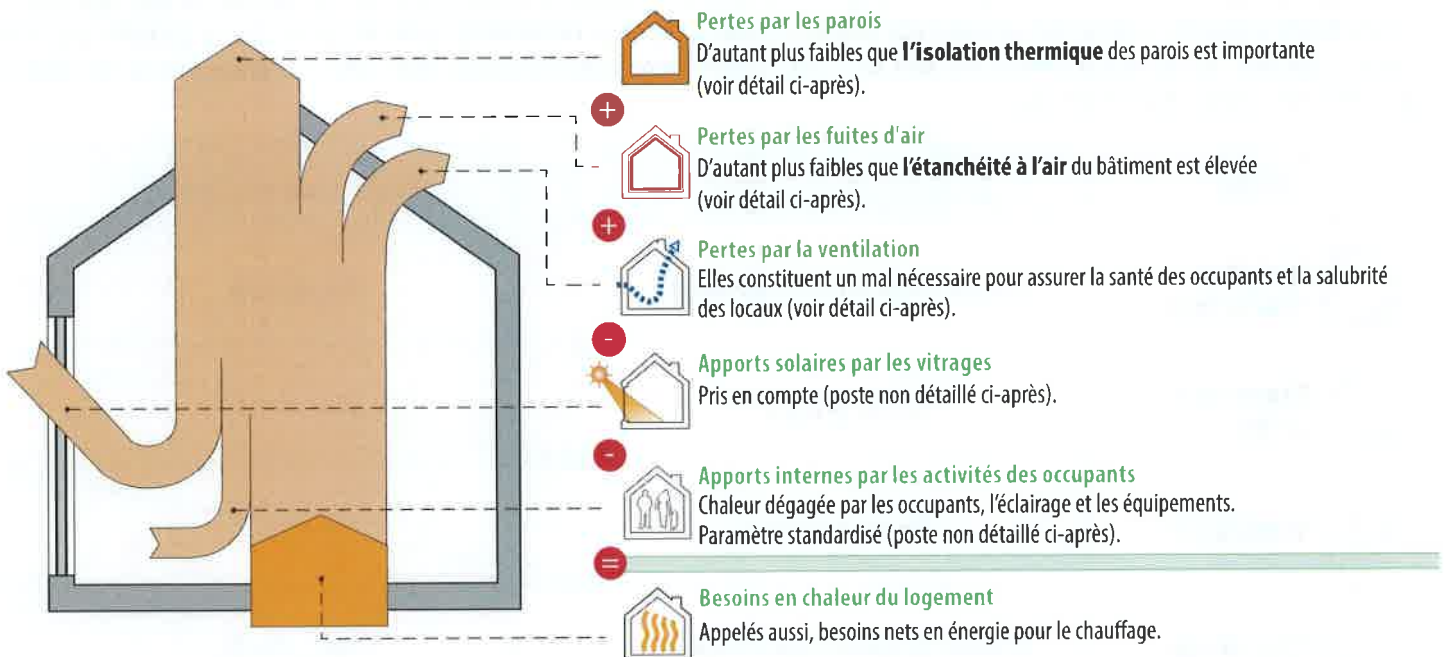 Pertes par les parois
D'autant plus faibles que l'isolation thermique des parois est importante
(voir détail ci-après).
+
Pertes par les fuites d'air
D'autant plus faibles que l'étanchéité à l'air du bâtiment est élevée
(voir détail ci-après).
+
Pertes par la ventilation
Elles constituent un mal nécessaire pour assurer la santé des occupants et la salubrité
des locaux (voir détail ci-après).
-
Apports solaires par les vitrages
Pris en compte (poste non détaillé ci-après).
-
Apports internes par les activités des occupants
Chaleur dégagée par les occupants, l'éclairage et les équipements.
Paramètre standardisé (poste non détaillé ci-après).
=
Besoins en chaleur du logement
Appelés aussi, besoins nets en énergie pour le chauffage.